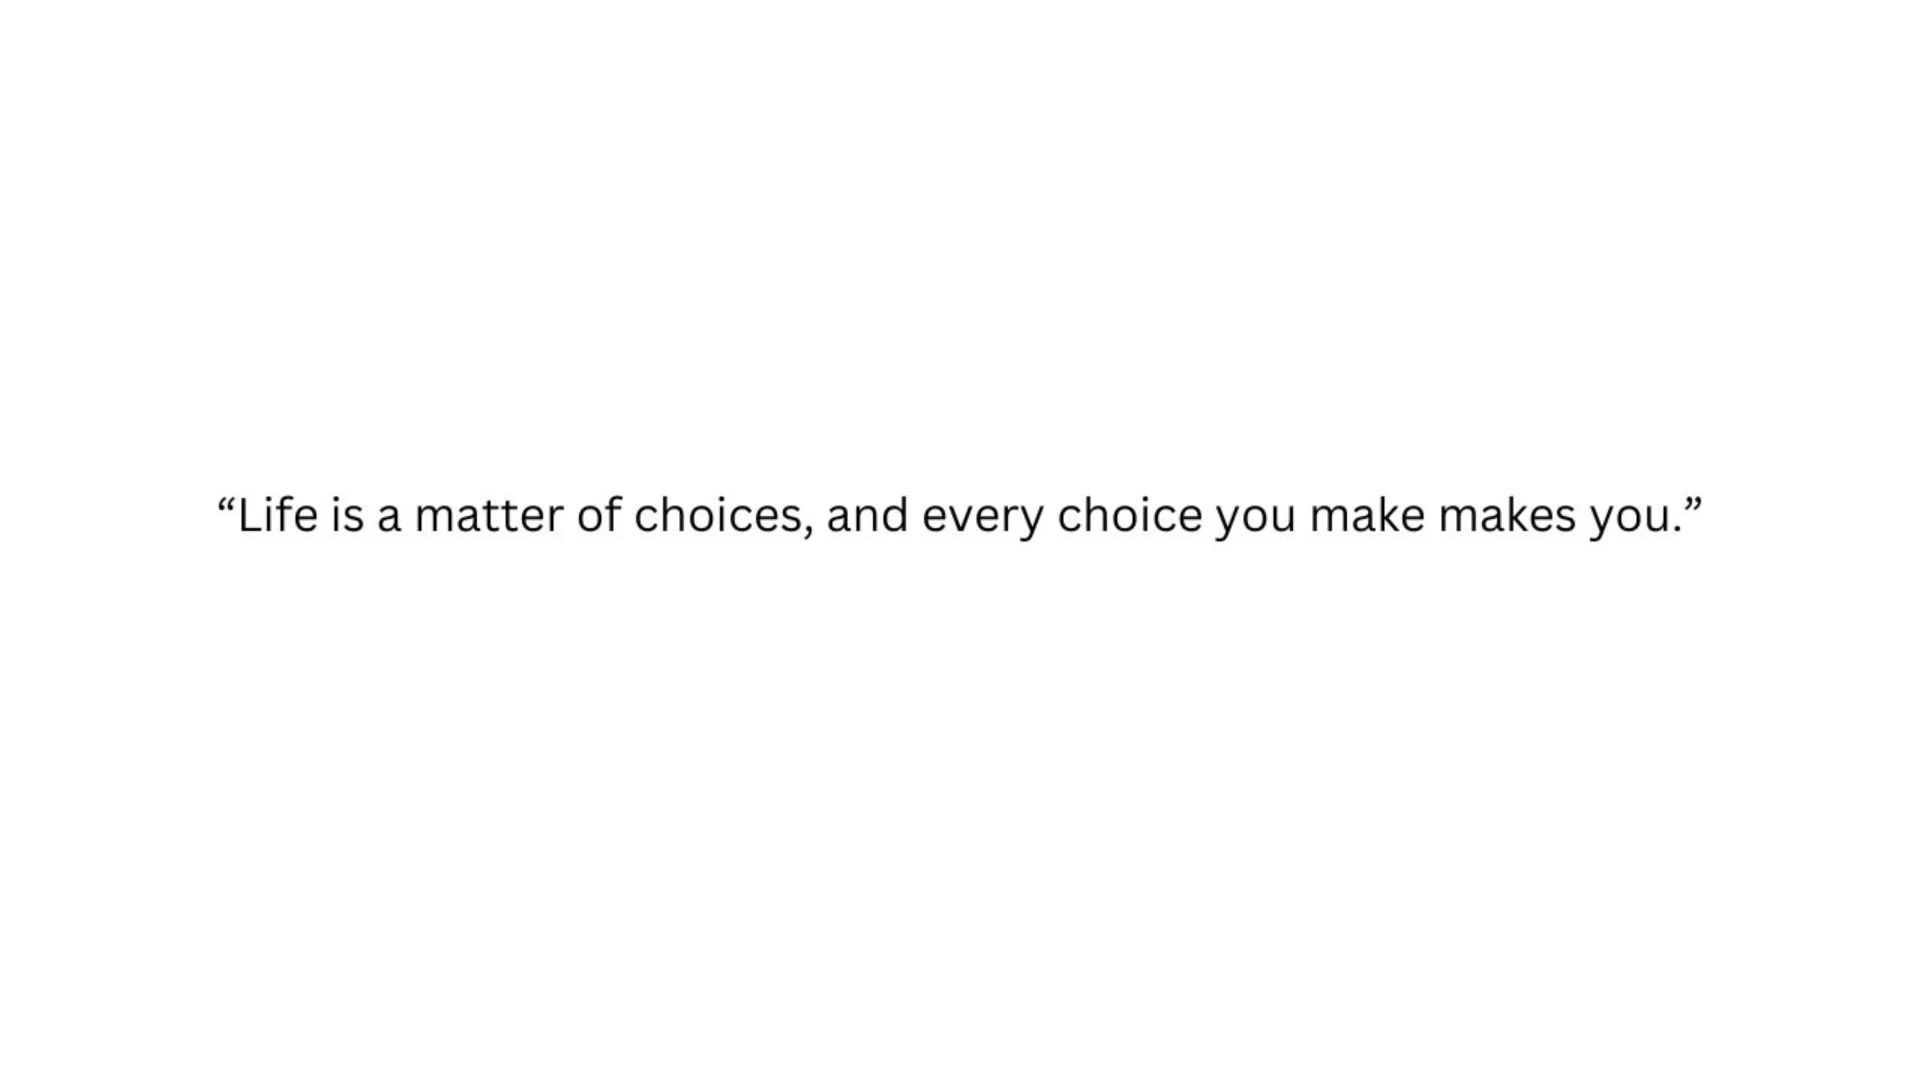 “Life is a matter of choices, and every choice you make makes you.”